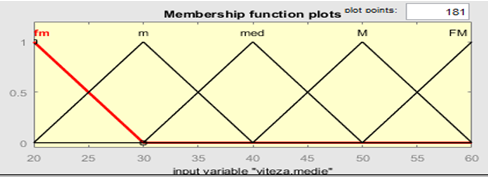 Membership function plots plot points: 181
fm m med M FM
1
0.5
0
20 25 30 35 40 45 50 55 60
input variable "viteza.medie"